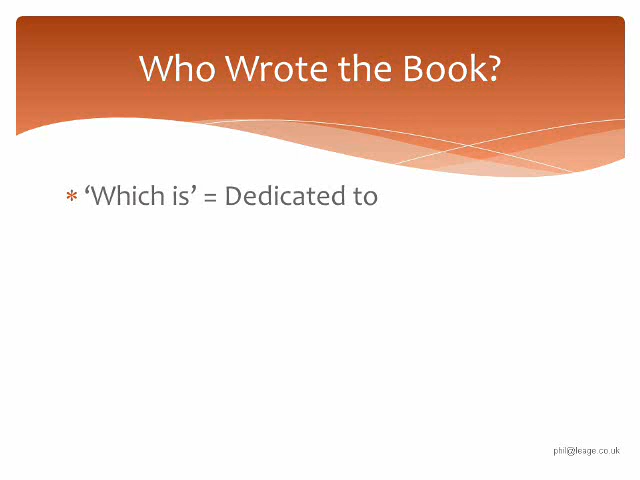 Who Wrote the Book?
* ‘Which is’ = Dedicated to
phil@leage.co.uk